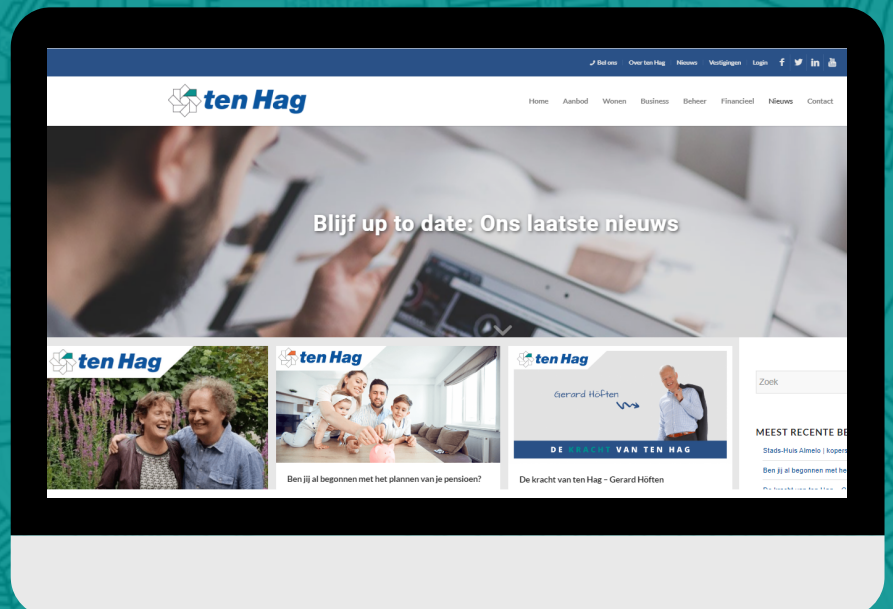 Bel ons Over ten Hag Nieuws Vestigingen Login
ten Hag
Home Aanbod Wonen Business Beheer Financieel Nieuws Contact
Blijf up to date: Ons laatste nieuws
ten Hag
ten Hag
Ben jij al begonnen met het plannen van je pensioen?
ten Hag
Gerard Höften
DE KRACHT VAN TEN HAG
De kracht van ten Hag – Gerard Höften
Zoek
MEEST RECENTE BE
Stads-Huis Almelo | kopers
Ben jij al begonnen met he